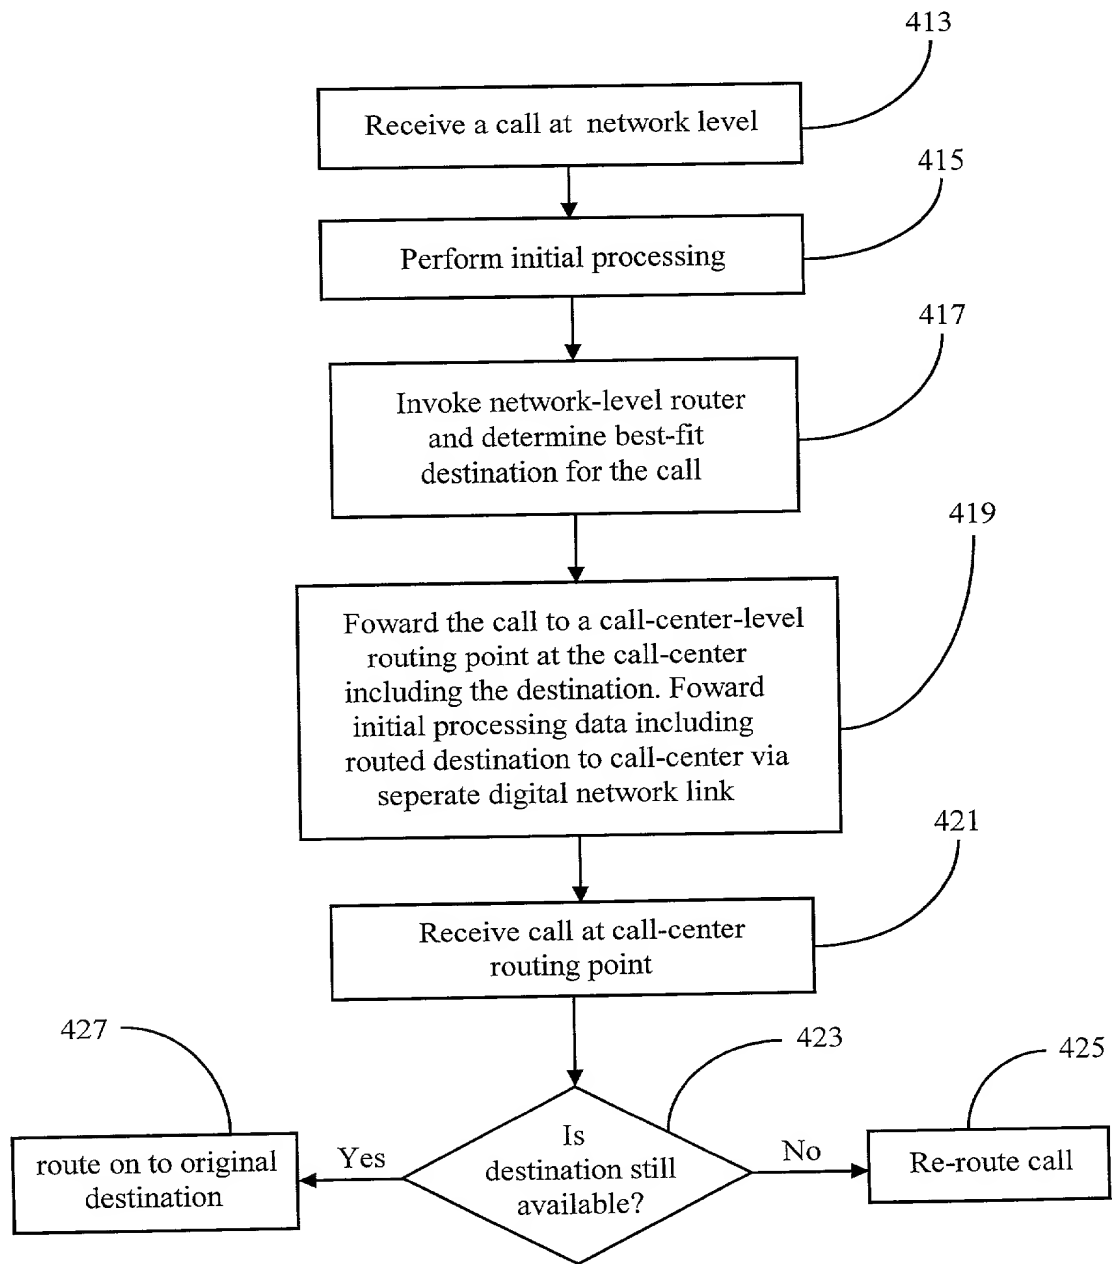 413
Receive a call at network level
415
Perform initial processing
417
Invoke network-level router
and determine best-fit
destination for the call
419
Foward the call to a call-center-level
routing point at the call-center
including the destination. Foward
initial processing data including
routed destination to call-center via
seperate digital network link
421
Receive call at call-center
routing point
427
423
425
Is
destination still
available?
Yes
No
route on to original
destination
Re-route call